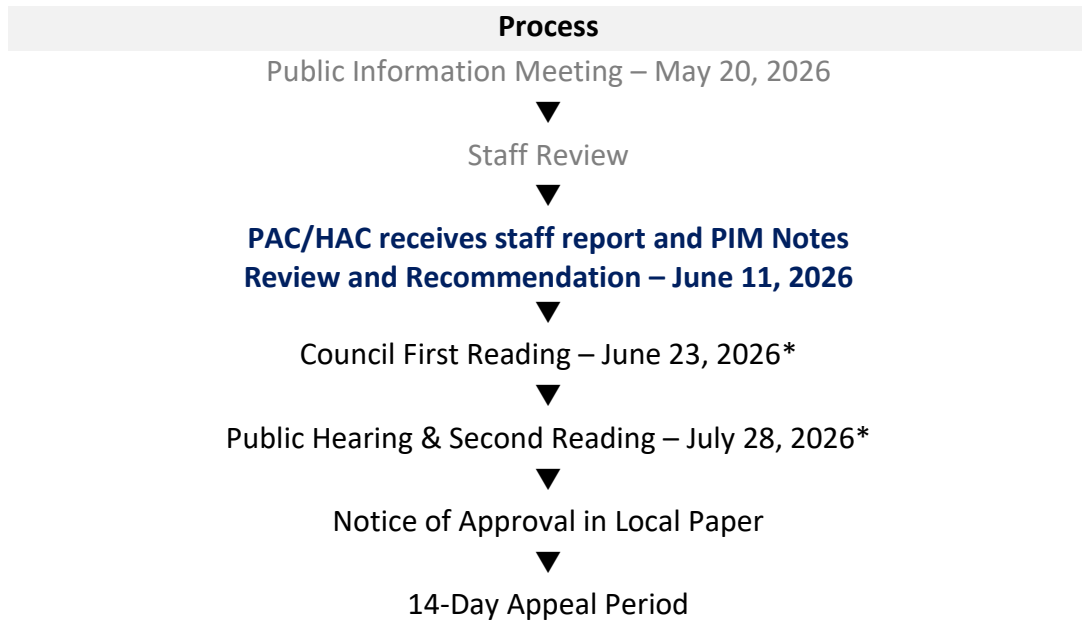 Process
Public Information Meeting – May 20, 2026
Staff Review
PAC/HAC receives staff report and PIM Notes
Review and Recommendation – June 11, 2026
Council First Reading – June 23, 2026*
Public Hearing & Second Reading – July 28, 2026*
Notice of Approval in Local Paper
14-Day Appeal Period